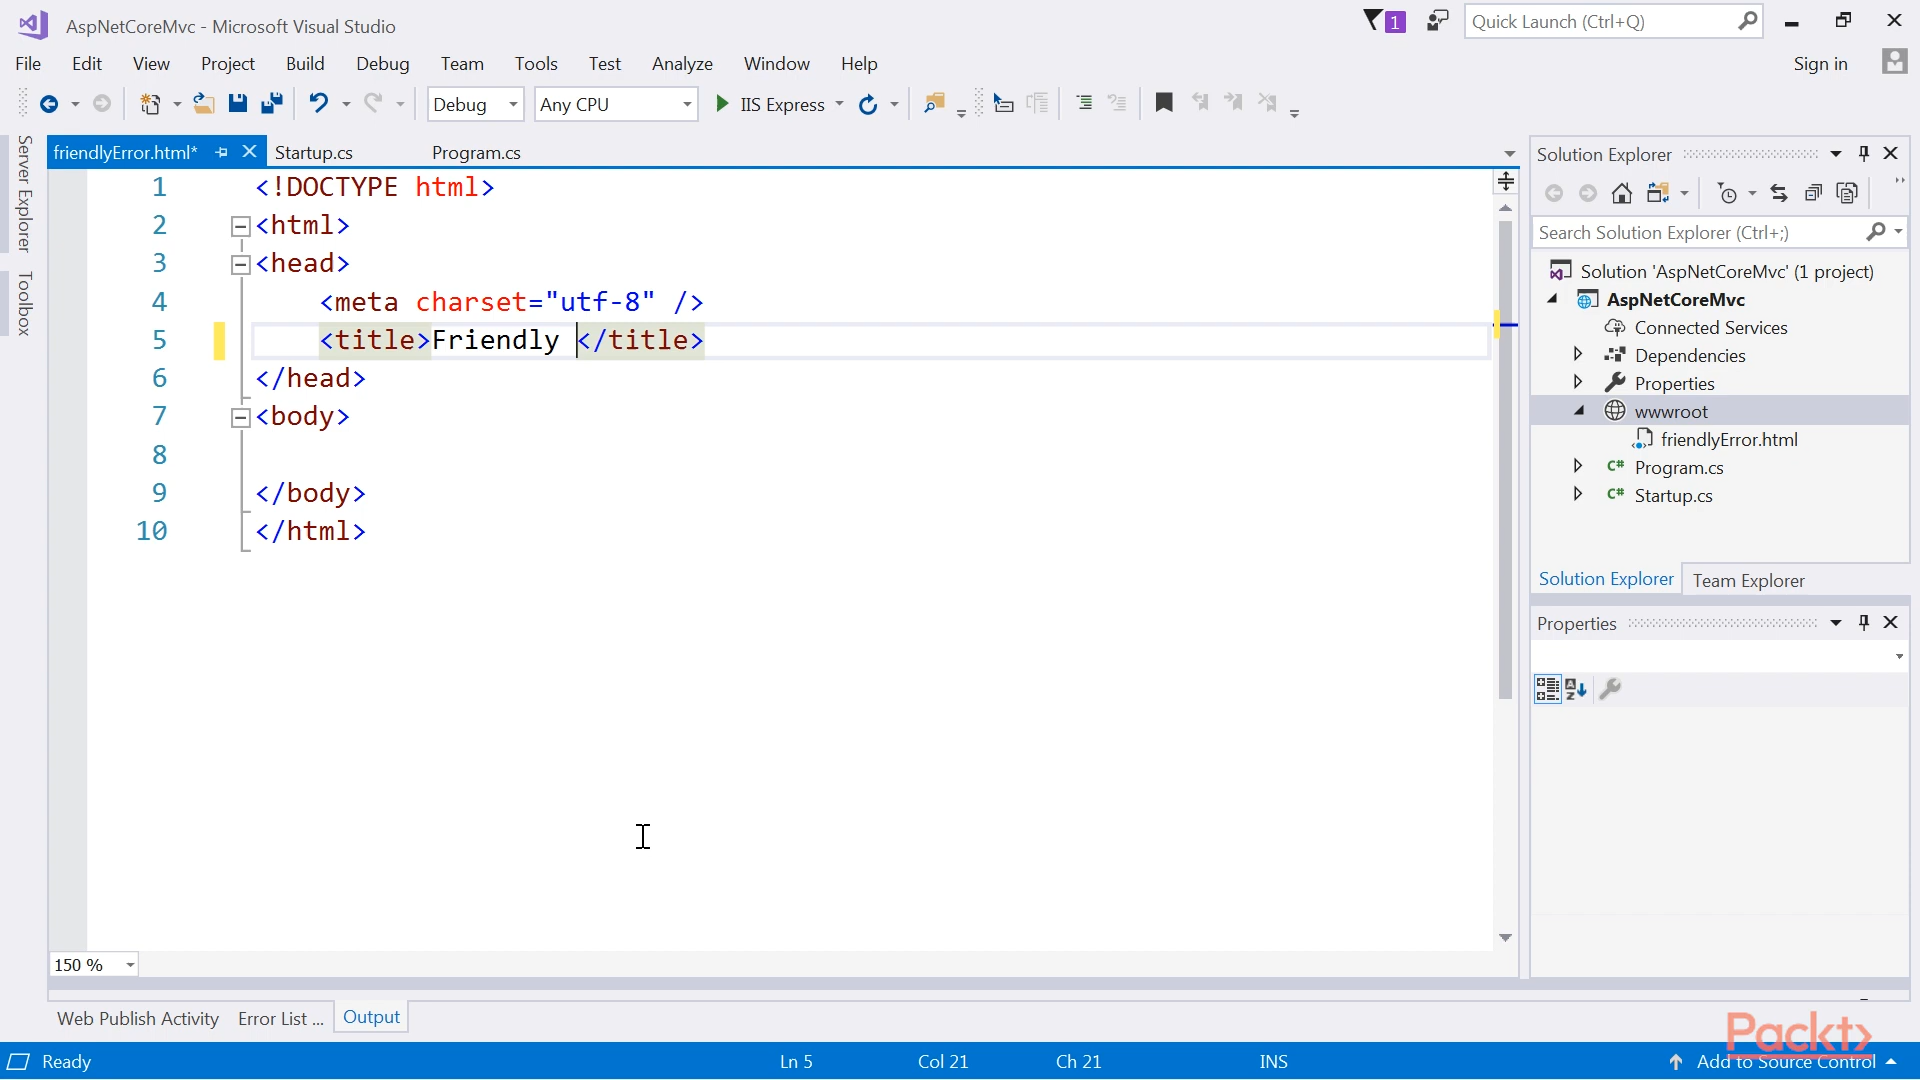 AspNetCoreMvc - Microsoft Visual Studio
1
Quick Launch (Ctrl+Q)
File Edit View Project Build Debug Team Tools Test Analyze Window Help
Sign in
Debug Any CPU IIS Express
Server Explorer
Toolbox
friendlyError.html* Startup.cs Program.cs
1 <!DOCTYPE html>
2 <html>
3 <head>
4 <meta charset="utf-8" />
5 <title>Friendly </title>
6 </head>
7 <body>
8
9 </body>
10 </html>
150 %
Solution Explorer
Search Solution Explorer (Ctrl+;)
Solution 'AspNetCoreMvc' (1 project)
AspNetCoreMvc
Connected Services
Dependencies
Properties
wwwroot
friendlyError.html
C# Program.cs
C# Startup.cs
Solution Explorer Team Explorer
Properties
Web Publish Activity Error List ... Output
Packt>
Ready Ln 5 Col 21 Ch 21 INS Add to Source Control